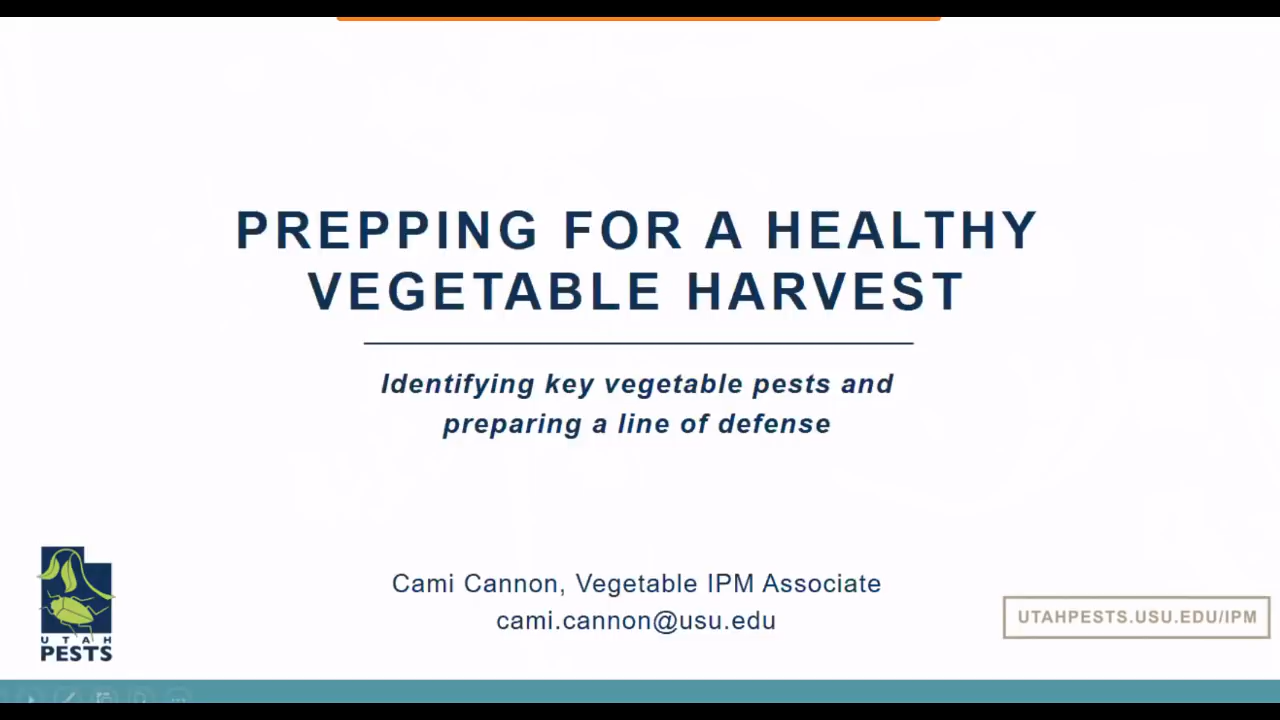 PREPPING FOR A HEALTHY
VEGETABLE HARVEST
Identifying key vegetable pests and
preparing a line of defense
Cami Cannon, Vegetable IPM Associate
cami.cannon@usu.edu
UTAHPESTS.USU.EDU/IPM
UTAH
PESTS